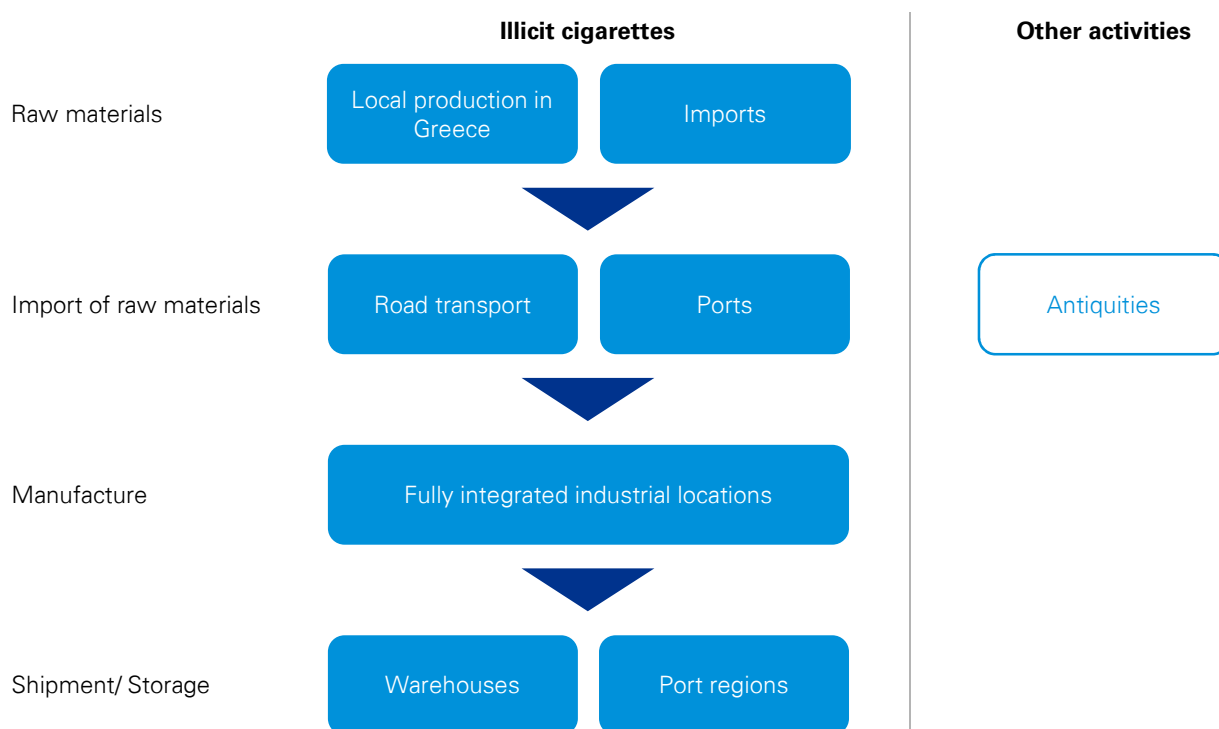 Illicit cigarettes
Other activities
Raw materials
Local production in
Greece
Imports
Import of raw materials
Road transport
Ports
Antiquities
Manufacture
Fully integrated industrial locations
Shipment/ Storage
Warehouses
Port regions